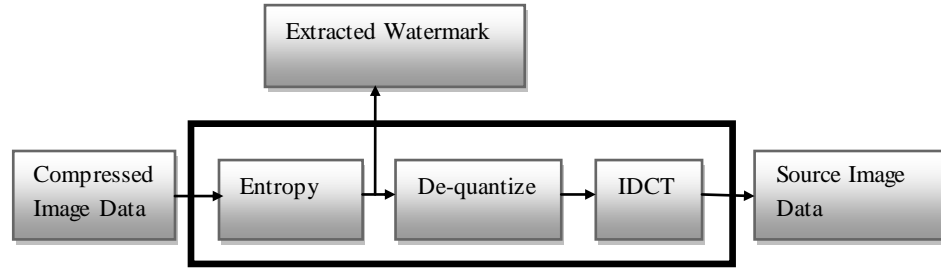 Extracted Watermark
Compressed
Image Data
Entropy
De-quantize
IDCT
Source Image
Data